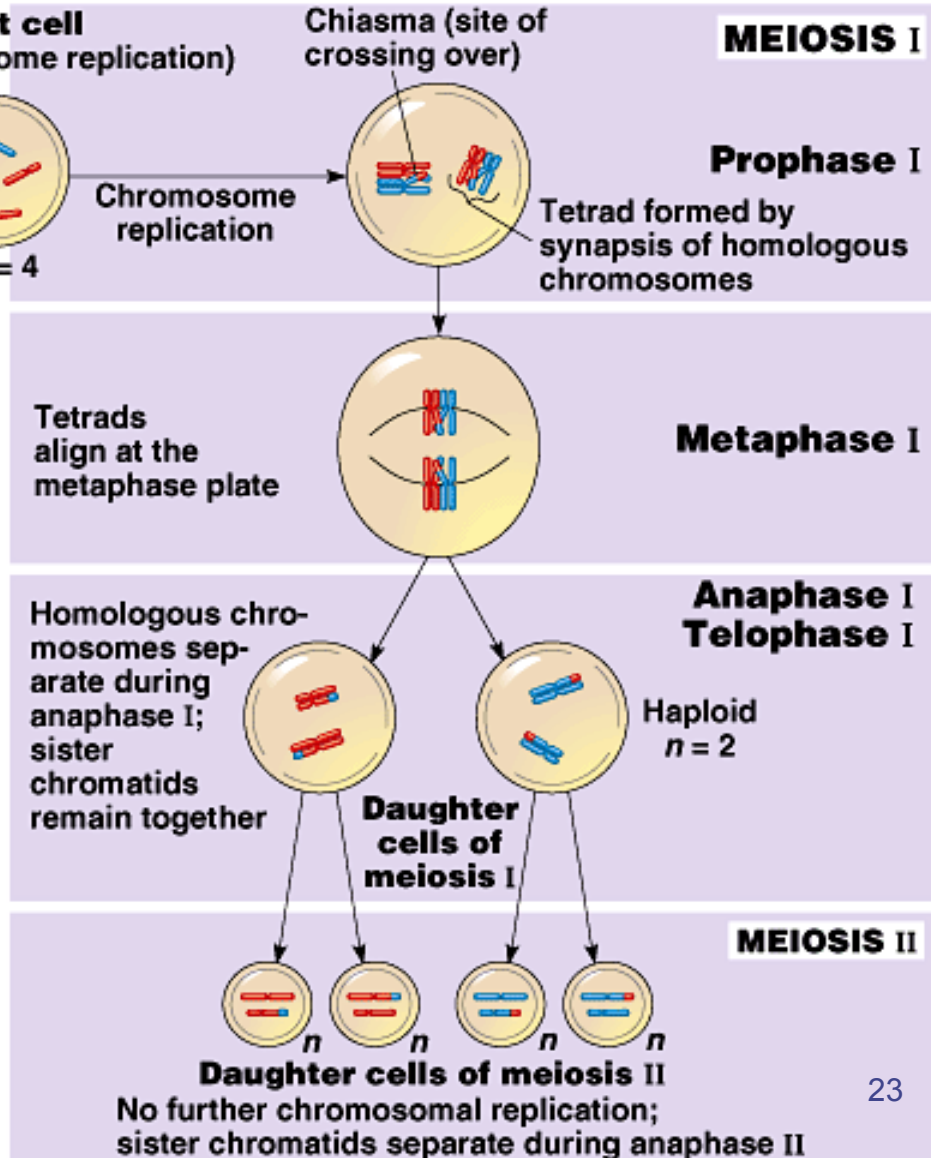 t cell
ome replication)
Chiasma (site of
crossing over)
MEIOSIS I
Prophase I
Chromosome
replication
Tetrad formed by
synapsis of homologous
chromosomes
= 4
Tetrads
align at the
metaphase plate
Metaphase I
Anaphase I
Telophase I
Homologous chro-
mosomes sep-
arate during
anaphase I;
sister
chromatids
remain together
Haploid
n = 2
Daughter
cells of
meiosis I
MEIOSIS II
n
n
n
n
Daughter cells of meiosis II
No further chromosomal replication;
sister chromatids separate during anaphase II
23